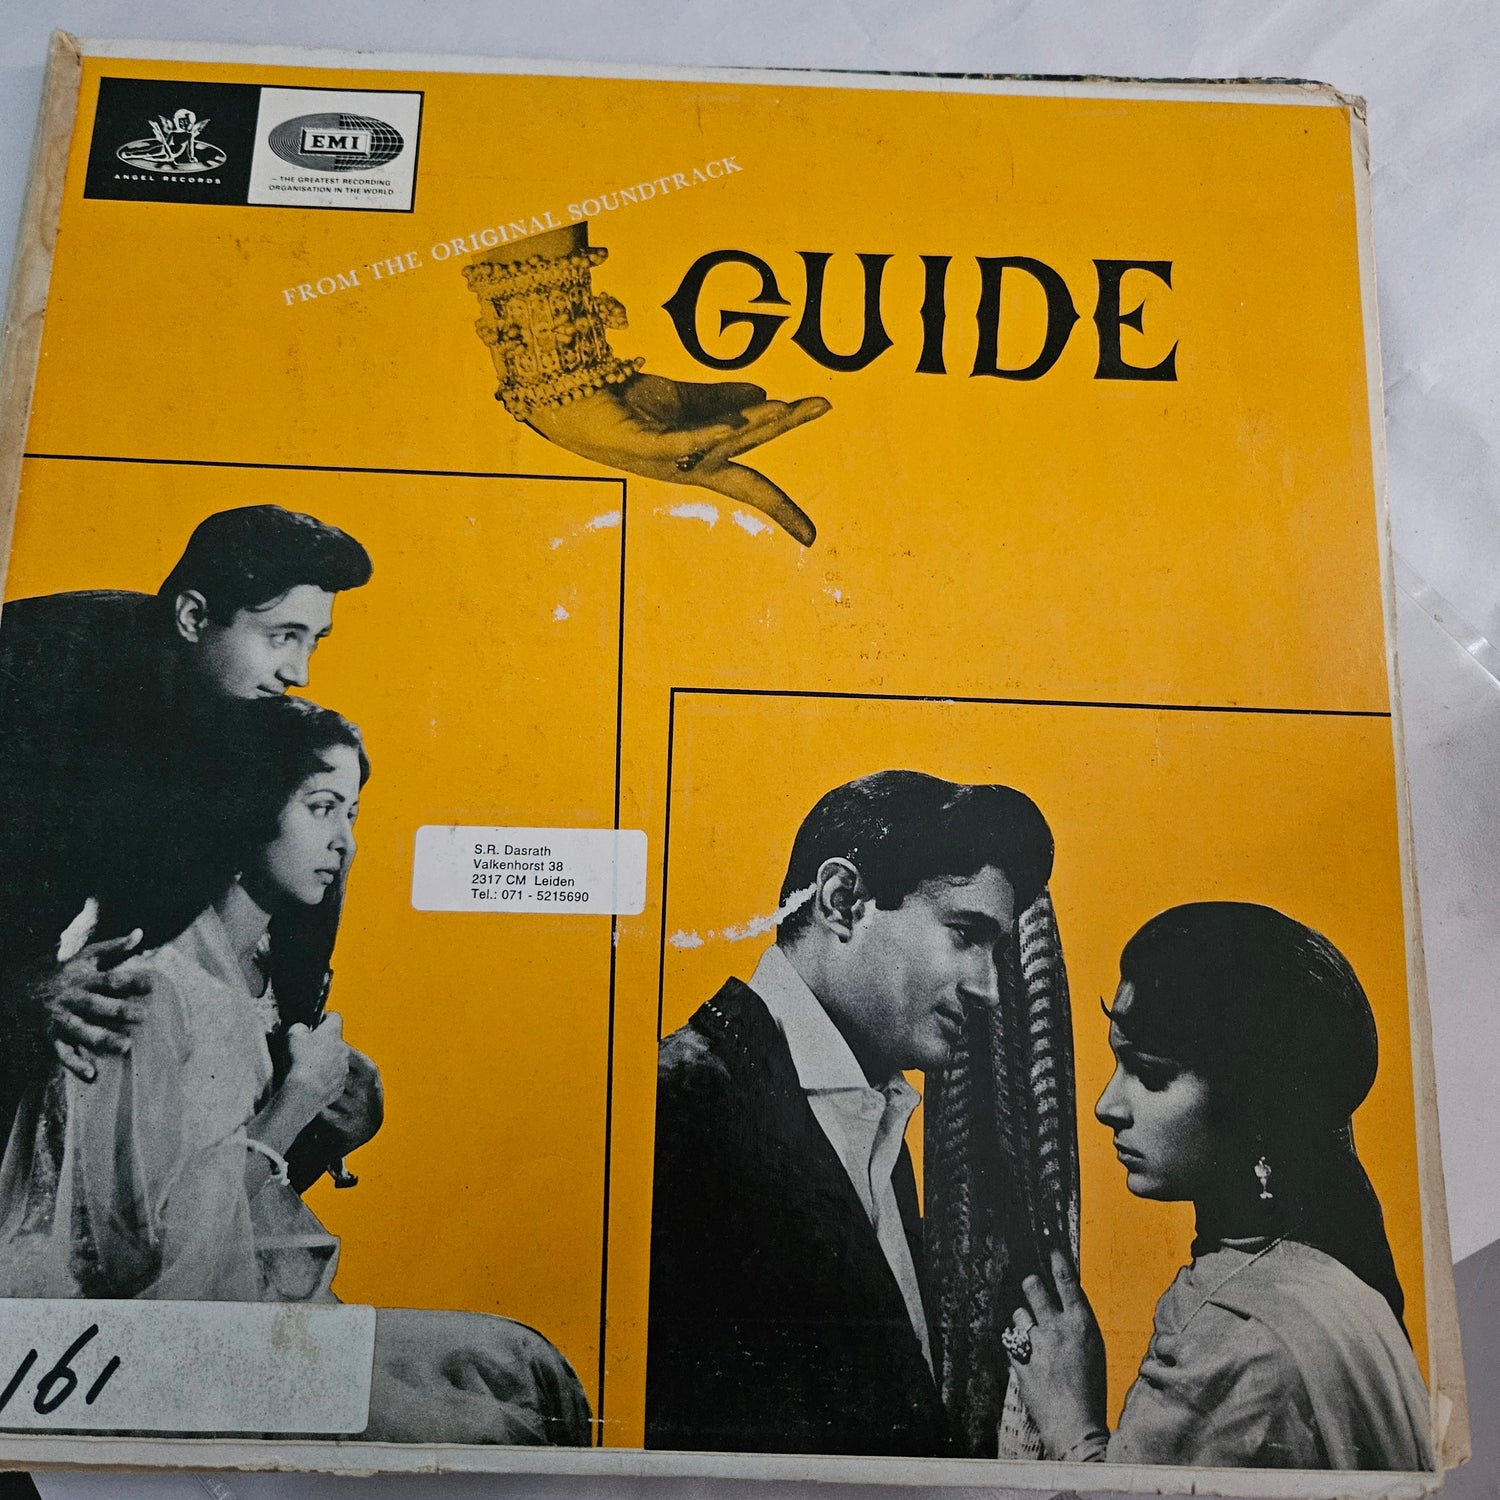 ANGEL RECORDS
EMI
—THE GREATEST RECORDING
ORGANISATION IN THE WORLD
FROM THE ORIGINAL SOUNDTRACK
GUIDE
S.R. Dasrath
Valkenhorst 38
2317 CM Leiden
Tel.: 071 - 5215690
161